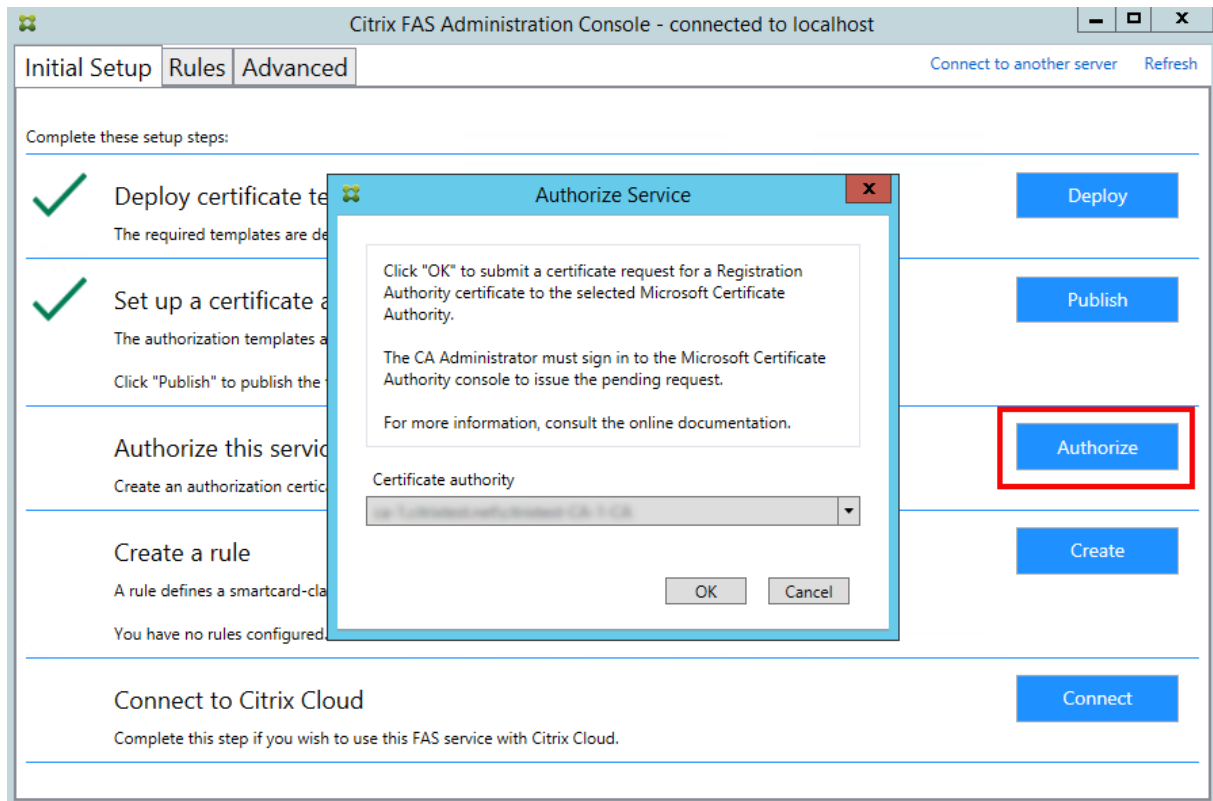 Citrix FAS Administration Console - connected to localhost
Initial Setup Rules Advanced Connect to another server Refresh
Complete these setup steps:
Deploy certificate te
The required templates are de
Deploy
Set up a certificate a
The authorization templates a
Click "Publish" to publish the
Publish
Authorize this servic
Create an authorization certic
Authorize
Create a rule
A rule defines a smartcard-cla
You have no rules configured.
Create
Connect to Citrix Cloud
Complete this step if you wish to use this FAS service with Citrix Cloud.
Connect
Authorize Service
Click "OK" to submit a certificate request for a Registration
Authority certificate to the selected Microsoft Certificate
Authority.
The CA Administrator must sign in to the Microsoft Certificate
Authority console to issue the pending request.
For more information, consult the online documentation.
Certificate authority
OK Cancel